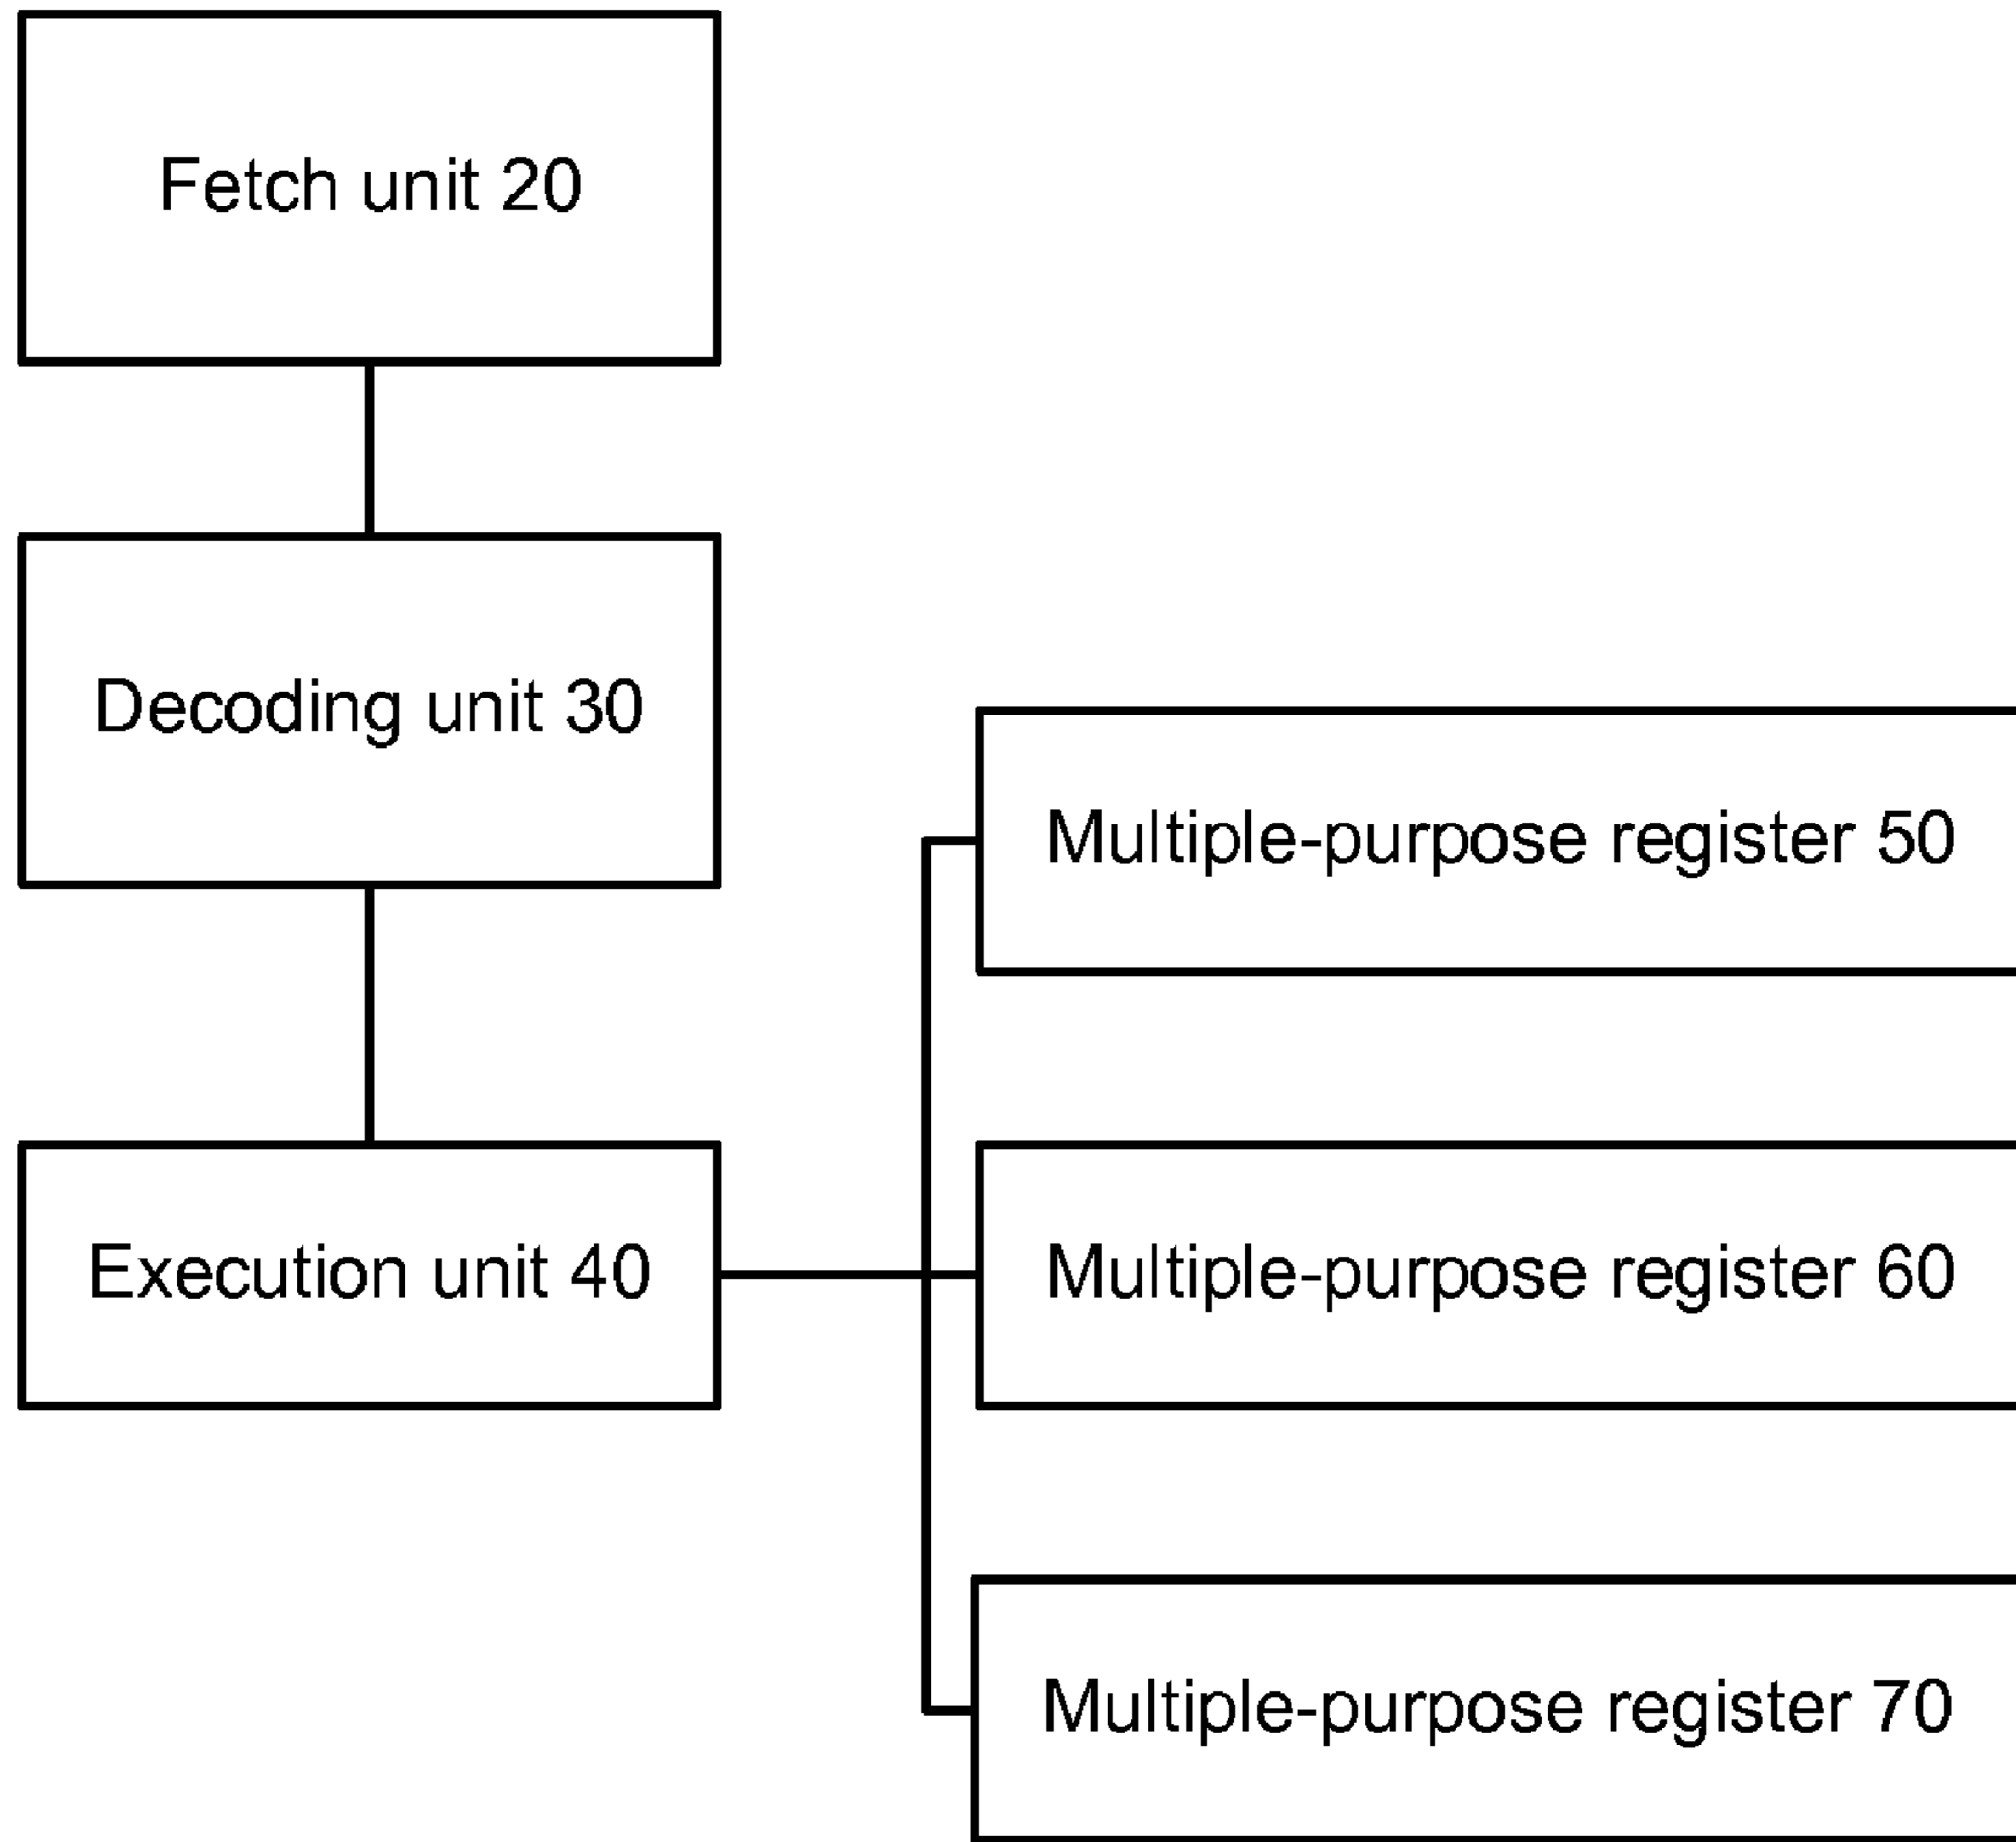 Fetch unit 20
Decoding unit 30
Multiple-purpose register 50
Execution unit 40
Multiple-purpose register 60
Multiple-purpose register 70